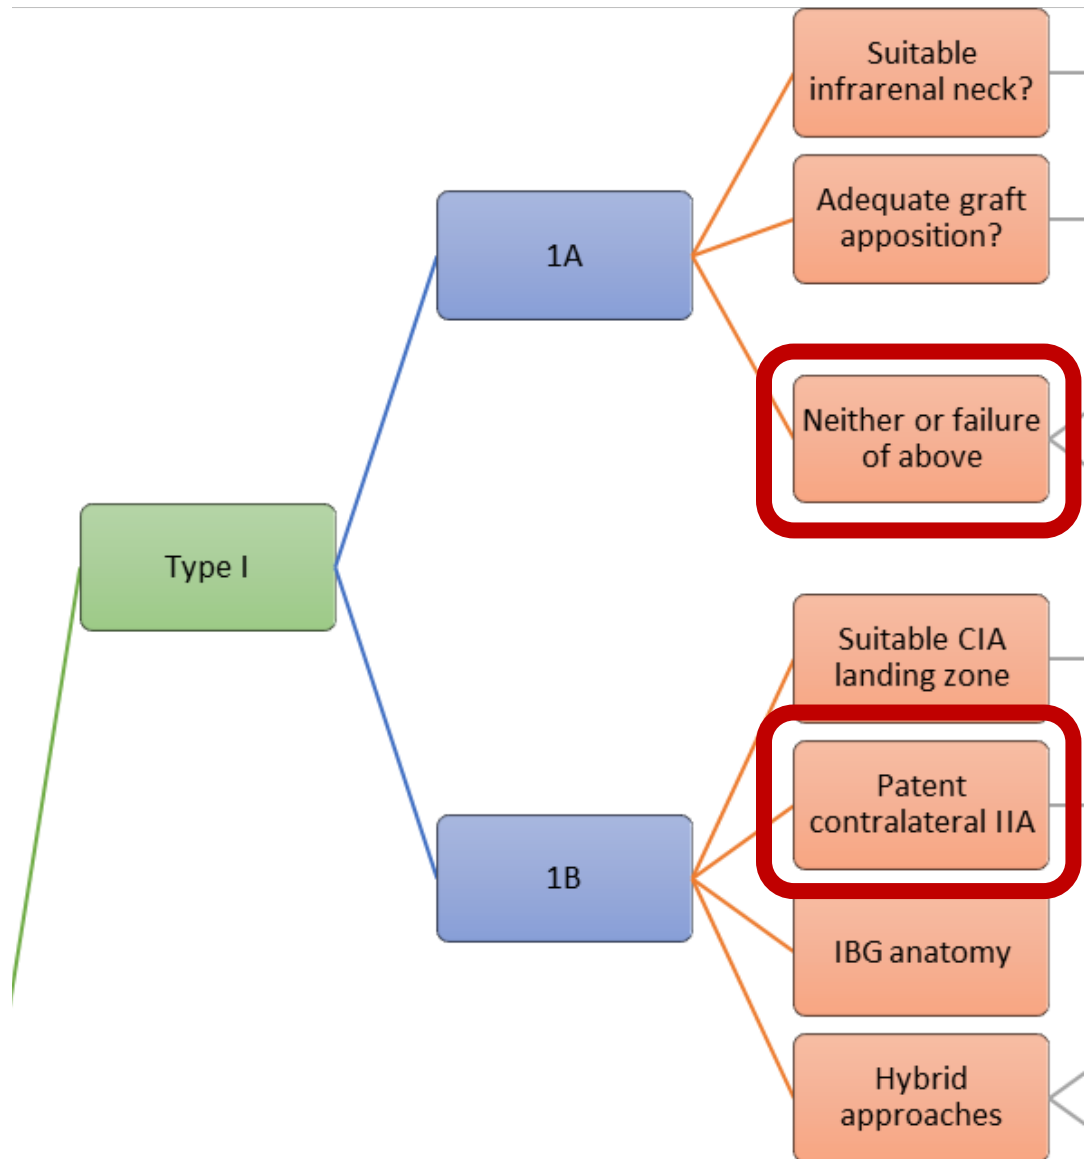 Suitable
infrarenal neck?
Adequate graft
apposition?
1A
Neither or failure
of above
Type I
Suitable CIA
landing zone
Patent
contralateral IIA
1B
IBG anatomy
Hybrid
approaches